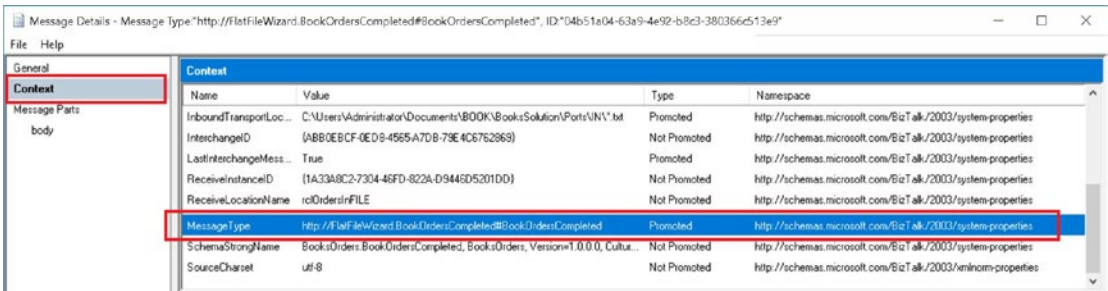 Message Details - Message Type:"http://FlatFileWizard.BookOrdersCompleted#BookOrdersCompleted", ID:"04b51a04-63a9-4e92-b8c3-380366c513e9"
File Help
General
Context
Message Parts
body
Context
Name Value Type Namespace
InboundTransportLoc... C:\Users\Administrator\Documents\BOOK\BooksSolution\Ports\IN\*.txt Promoted http://schemas.microsoft.com/BizTalk/2003/system-properties
InterchangeID {ABB0EBCF-0ED8-4565-A7DB-79E4C6762869} Not Promoted http://schemas.microsoft.com/BizTalk/2003/system-properties
LastInterchangeMess... True Promoted http://schemas.microsoft.com/BizTalk/2003/system-properties
ReceiveInstanceID {1A33A8C2-7304-46FD-822A-D9446D5201DD} Not Promoted http://schemas.microsoft.com/BizTalk/2003/system-properties
ReceiveLocationName rclOrdersInFILE Not Promoted http://schemas.microsoft.com/BizTalk/2003/system-properties
MessageType http://FlatFileWizard.BookOrdersCompleted#BookOrdersCompleted Promoted http://schemas.microsoft.com/BizTalk/2003/system-properties
SchemaStrongName BooksOrders.BookOrdersCompleted, BooksOrders, Version=1.0.0.0, Cultur... Not Promoted http://schemas.microsoft.com/BizTalk/2003/system-properties
SourceCharset utf-8 Not Promoted http://schemas.microsoft.com/BizTalk/2003/xmlnorm-properties